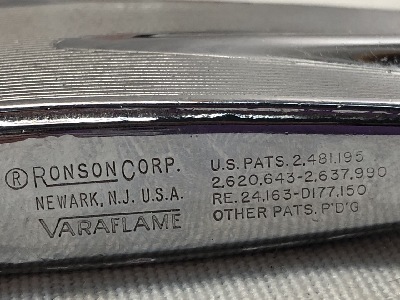 ® RONSON CORP.
NEWARK, N.J. U.S.A.
VARAFLAME
U.S. PATS. 2,481,195
2,620,643-2,637,990
RE. 24,163-D177,150
OTHER PATS. P'D'G